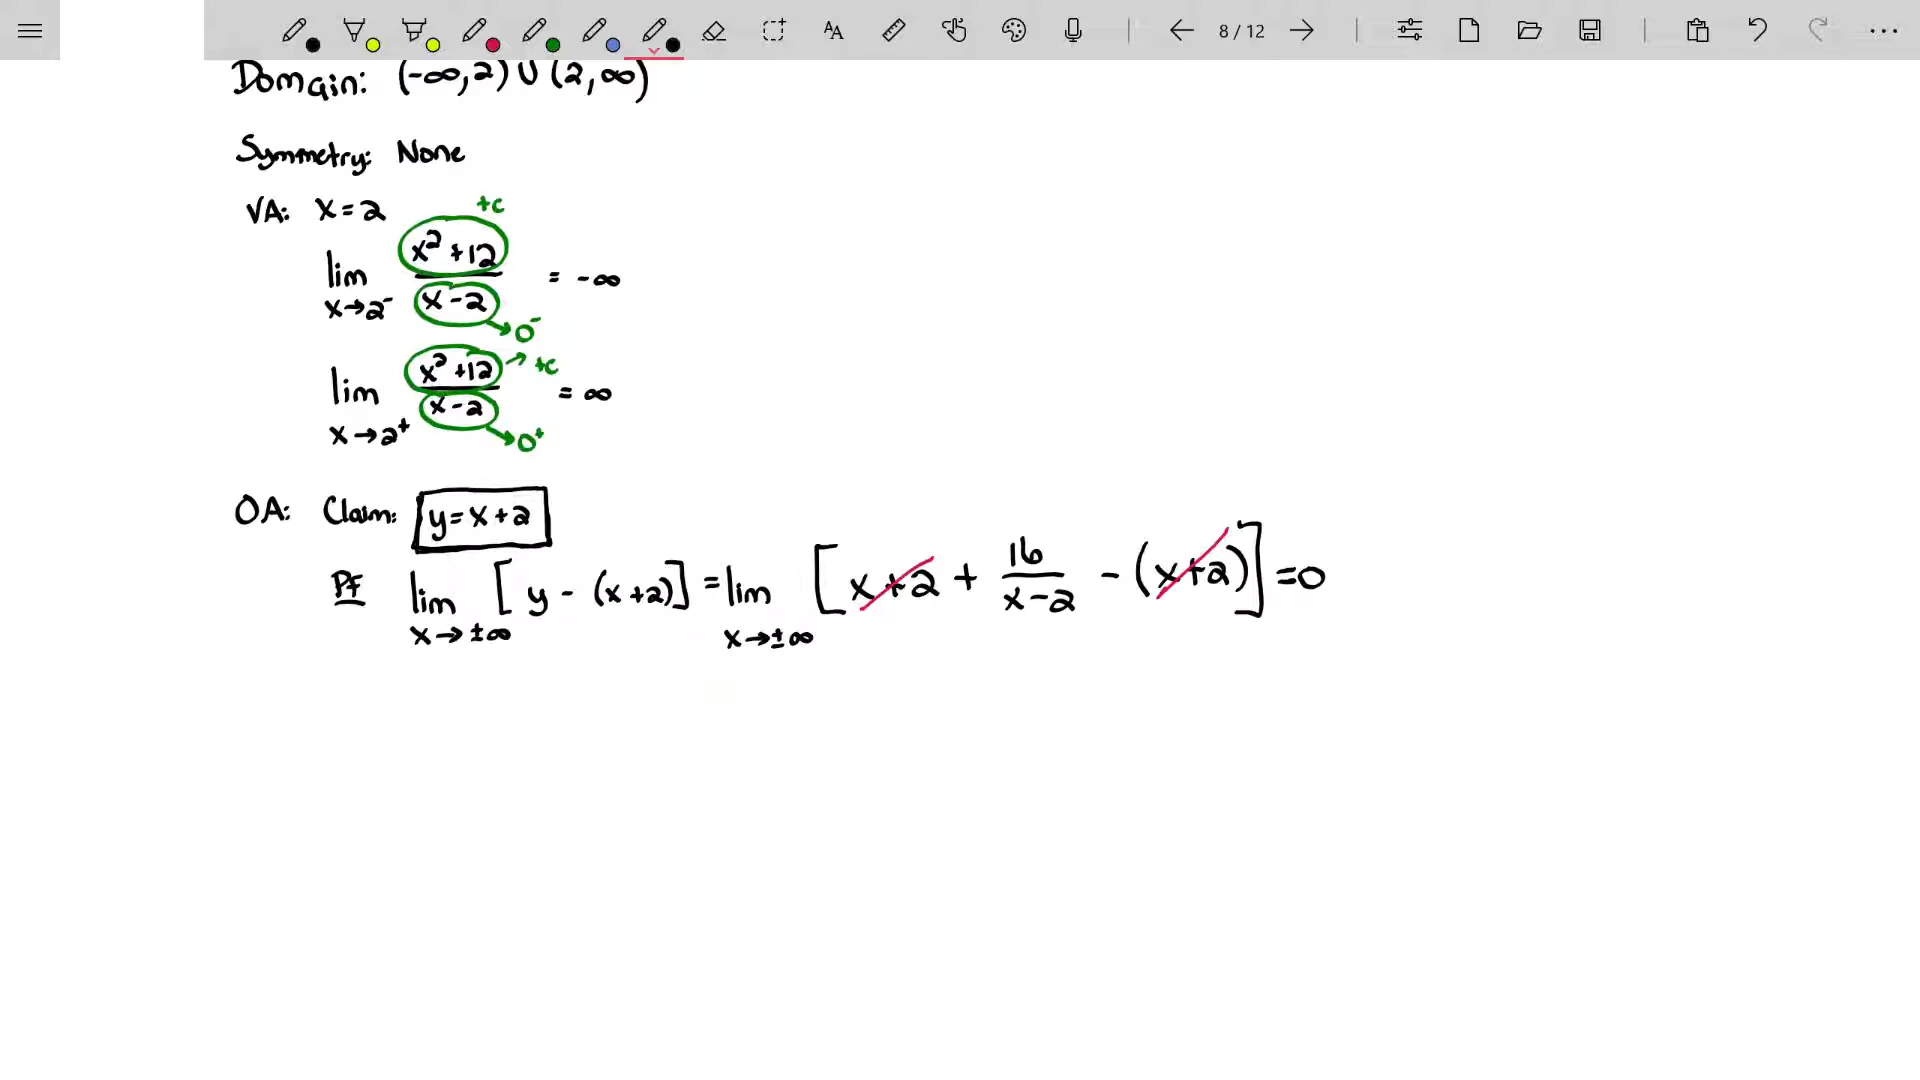 8 / 12
Domain: (-∞,2) ∪ (2,∞)
Symmetry: None
VA: x=2
lim x→2⁻ (x²+12)/(x-2) = -∞
+c
0⁻
lim x→2⁺ (x²+12)/(x-2) = ∞
+c
0⁺
OA: Claim: y=x+2
Pf lim x→±∞ [y-(x+2)] = lim x→±∞ [x+2 + 16/(x-2) - (x+2)] =0